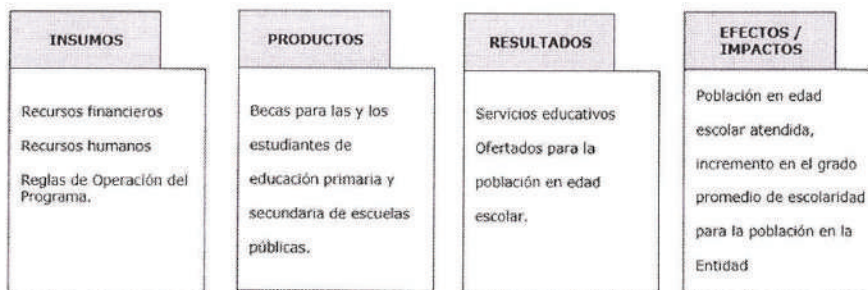 INSUMOS
Recursos financieros
Recursos humanos
Reglas de Operación del
Programa.
PRODUCTOS
Becas para las y los
estudiantes de
educación primaria y
secundaria de escuelas
públicas.
RESULTADOS
Servicios educativos
Ofertados para la
población en edad
escolar.
EFECTOS /
IMPACTOS
Población en edad
escolar atendida,
incremento en el grado
promedio de escolaridad
para la población en la
Entidad